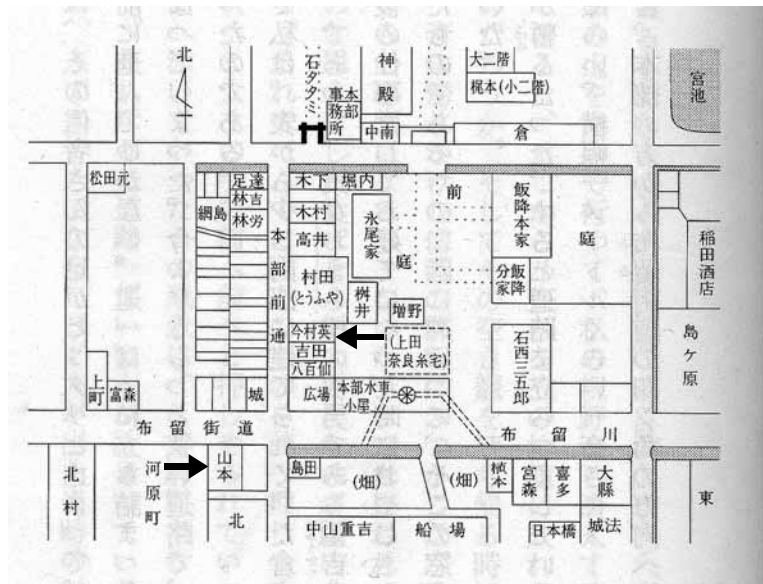 北
石タタミ
本部
事務所
神殿
中南
大二階
梶本(小二階)
倉
宮池
松田元
綱島
足達
林吉
林労
本部前通
木下
堀内
木村
高井
村田
(とうふや)
今村英
吉田
八百仙
広場
永尾家
桝井
増野
前
庭
(上田
奈良糸宅)
本部水車
小屋
飯降本家
飯降
分家
庭
石西三五郎
稲田酒店
島ケ原
上町
富森
城
布留街道
布留川
北村
河原町
山本
北
島田
(畑)
中山重吉
船場
(畑)
植本
宮森
喜多
大縣
日本橋
城法
東